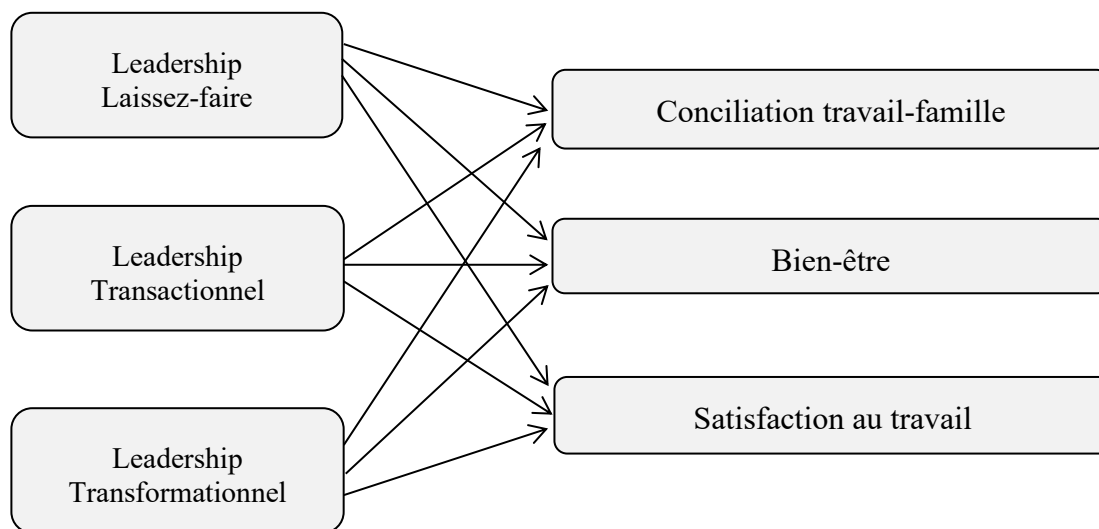 Leadership
Laissez-faire
Conciliation travail-famille
Leadership
Transactionnel
Bien-être
Leadership
Transformationnel
Satisfaction au travail